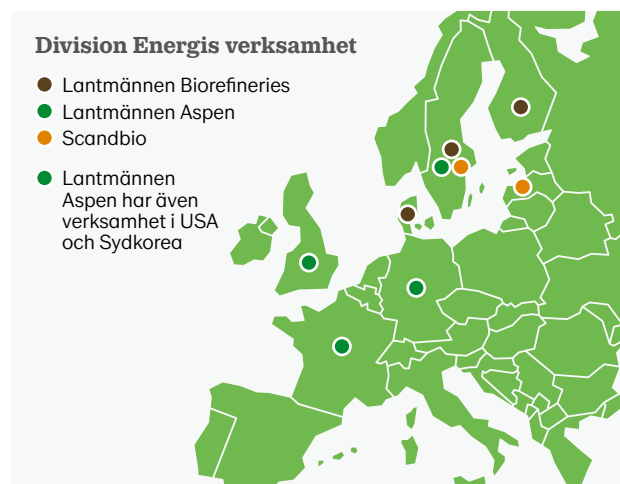 Division Energis verksamhet
Lantmännen Biorefineries
Lantmännen Aspen
Scandbio
Lantmännen
Aspen har även
verksamhet i USA
och Sydkorea